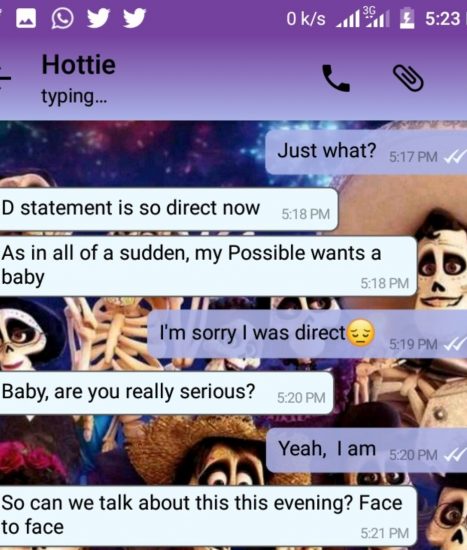 0 k/s 3G 5:23
Hottie
typing...
Just what? 5:17 PM
D statement is so direct now 5:18 PM
As in all of a sudden, my Possible wants a
baby 5:18 PM
I'm sorry I was direct😔 5:19 PM
Baby, are you really serious? 5:20 PM
Yeah, I am 5:20 PM
So can we talk about this this evening? Face
to face 5:21 PM